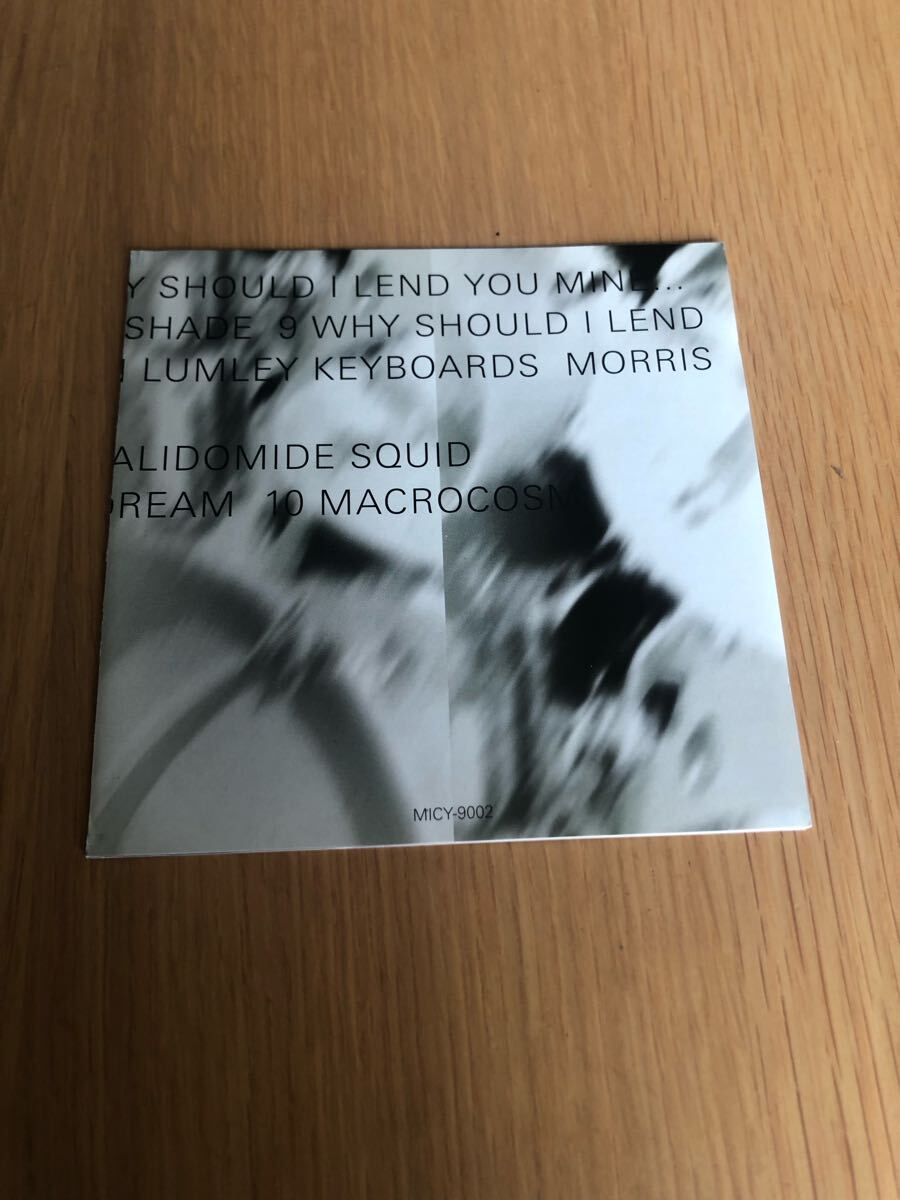 Y SHOULD I LEND YOU MINE...
SHADE 9 WHY SHOULD I LEND
LUMLEY KEYBOARDS MORRIS
ALIDOMIDE SQUID
DREAM 10 MACROCOSM
MICY-9002